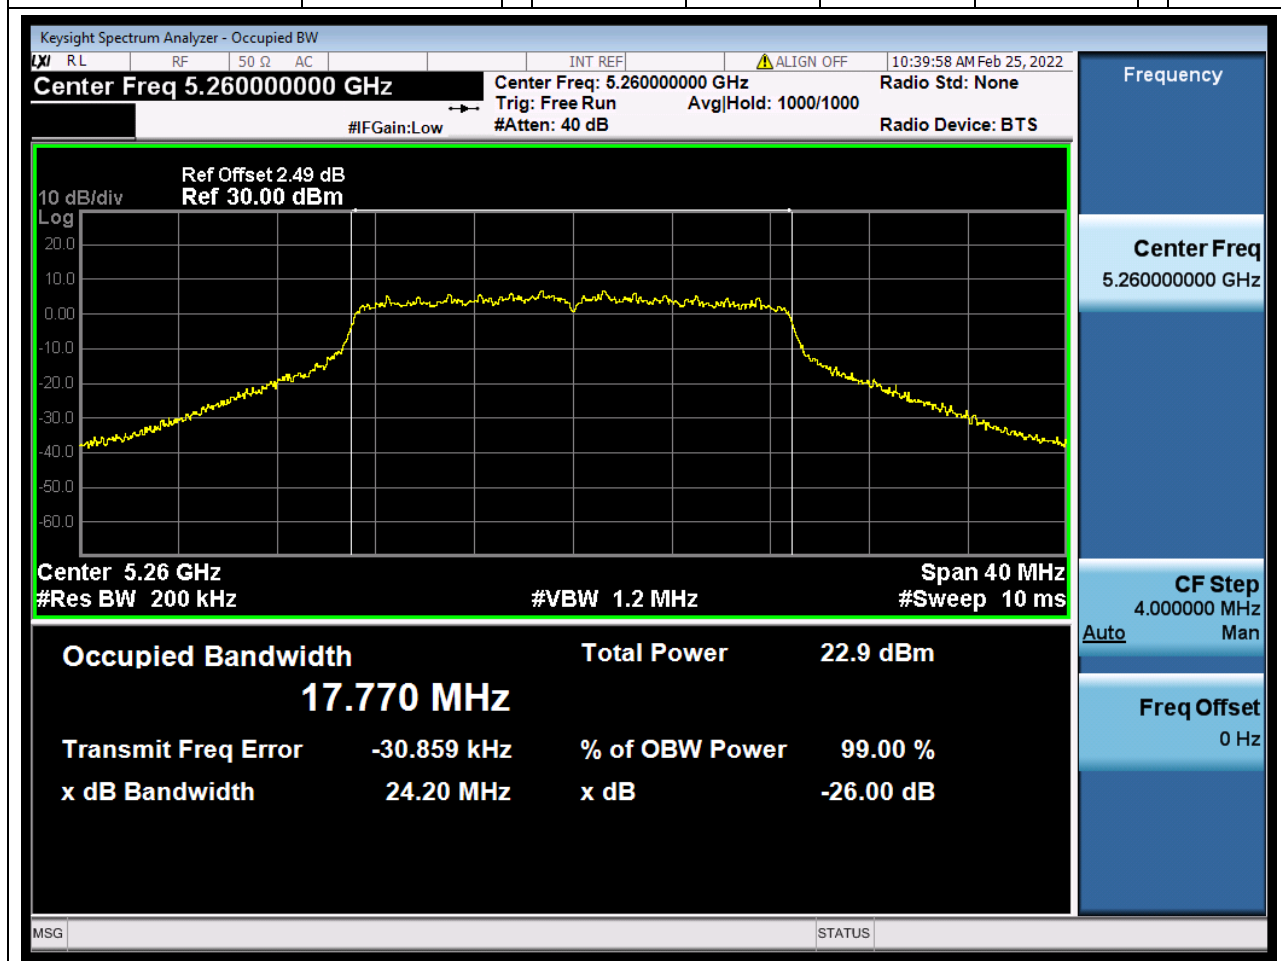 Keysight Spectrum Analyzer - Occupied BW
LXI RL RF 50 Ω AC INT REF ALIGN OFF 10:39:58 AM Feb 25, 2022
Center Freq 5.260000000 GHz
Center Freq: 5.260000000 GHz
Radio Std: None
Trig: Free Run Avg|Hold: 1000/1000
#IFGain:Low
#Atten: 40 dB
Radio Device: BTS
Ref Offset 2.49 dB
10 dB/div Ref 30.00 dBm
Log
20.0
10.0
0.00
-10.0
-20.0
-30.0
-40.0
-50.0
-60.0
Center 5.26 GHz Span 40 MHz
#Res BW 200 kHz #VBW 1.2 MHz #Sweep 10 ms
Occupied Bandwidth Total Power 22.9 dBm
17.770 MHz
Transmit Freq Error -30.859 kHz % of OBW Power 99.00 %
x dB Bandwidth 24.20 MHz x dB -26.00 dB
Frequency
Center Freq
5.260000000 GHz
CF Step
4.000000 MHz
Auto Man
Freq Offset
0 Hz
MSG STATUS